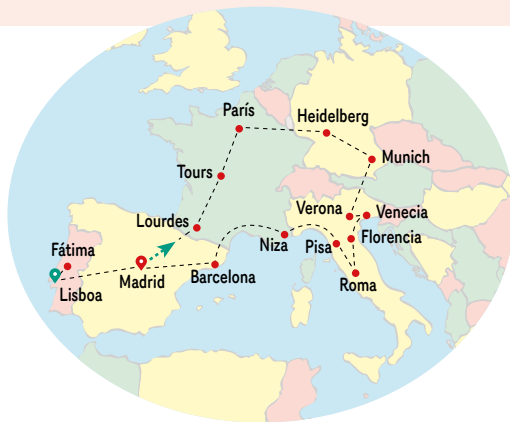 París
Heidelberg
Munich
Tours
Verona
Venecia
Lourdes
Niza
Pisa
Florencia
Fátima
Lisboa
Madrid
Barcelona
Roma